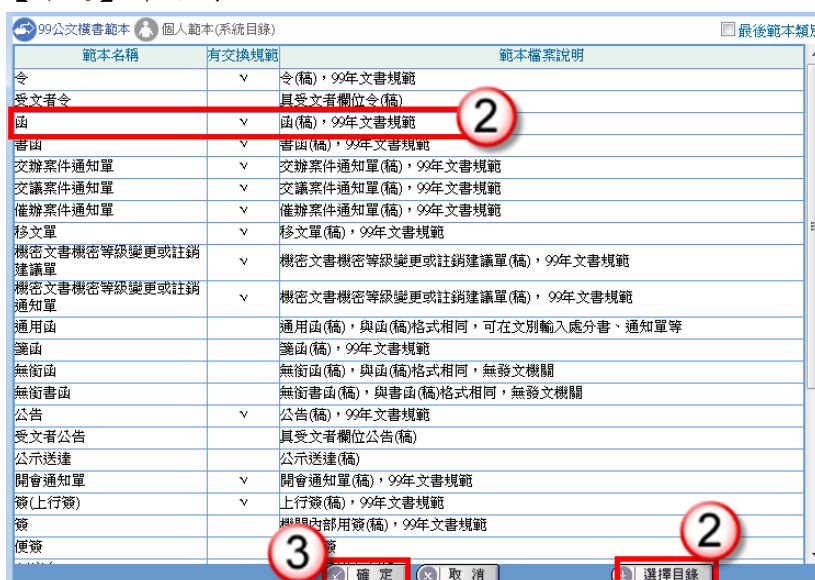 99公文橫書範本 個人範本(系統目錄) 最後範本類別
範本名稱 有交換規範 範本檔案說明
令 v 令(稿)，99年文書規範
受文者令 具受文者欄位令(稿)
函 v 函(稿)，99年文書規範 2
書函 v 書函(稿)，99年文書規範
交辦案件通知單 v 交辦案件通知單(稿)，99年文書規範
交議案件通知單 v 交議案件通知單(稿)，99年文書規範
催辦案件通知單 v 催辦案件通知單(稿)，99年文書規範
移文單 v 移文單(稿)，99年文書規範
機密文書機密等級變更或註銷
建議單 v 機密文書機密等級變更或註銷建議單(稿)，99年文書規範
機密文書機密等級變更或註銷
通知單 v 機密文書機密等級變更或註銷建議單(稿)， 99年文書規範
通用函 通用函(稿)，與函(稿)格式相同，可在文別輸入處分書、通知單等
箋函 箋函(稿)，99年文書規範
無銜函 無銜函(稿)，與函(稿)格式相同，無發文機關
無銜書函 無銜書函(稿)，與書函(稿)格式相同，無發文機關
公告 v 公告(稿)，99年文書規範
受文者公告 具受文者欄位公告(稿)
公示送達 公示送達(稿)
開會通知單 v 開會通知單(稿)，99年文書規範
簽(上行簽) v 上行簽(稿)，99年文書規範
簽 機關內部用簽(稿)，99年文書規範 2
便簽 簽
3 確 定 取 消 選擇目錄